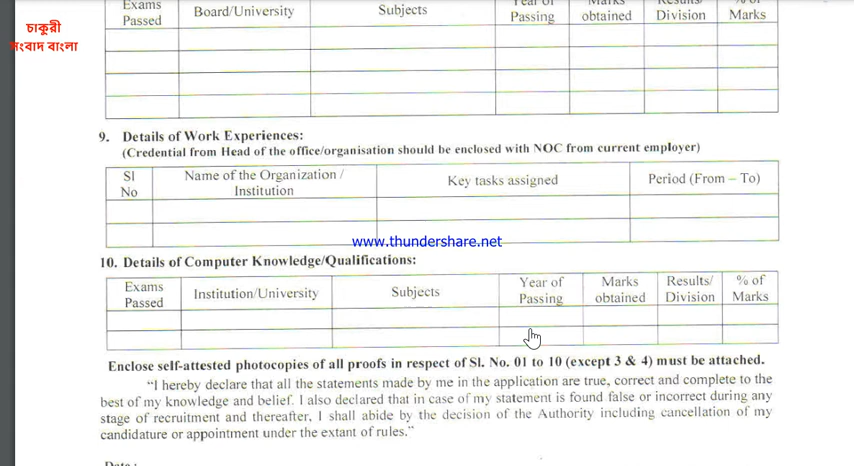 চাকুরী
সংবাদ বাংলা
Exams Passed
Board/University
Subjects
Year of Passing
Marks obtained
Results/ Division
% of Marks
9. Details of Work Experiences:
(Credential from Head of the office/organisation should be enclosed with NOC from current employer)
Sl No
Name of the Organization / Institution
Key tasks assigned
Period (From – To)
www.thundershare.net
10. Details of Computer Knowledge/Qualifications:
Exams Passed
Institution/University
Subjects
Year of Passing
Marks obtained
Results/ Division
% of Marks
Enclose self-attested photocopies of all proofs in respect of Sl. No. 01 to 10 (except 3 & 4) must be attached.
“I hereby declare that all the statements made by me in the application are true, correct and complete to the
best of my knowledge and belief. I also declared that in case of my statement is found false or incorrect during any
stage of recruitment and thereafter, I shall abide by the decision of the Authority including cancellation of my
candidature or appointment under the extant of rules.”
Date :